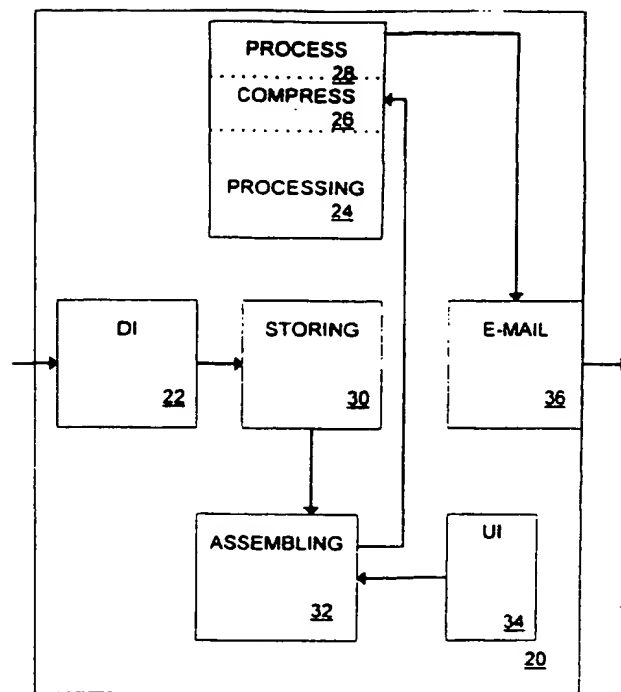 PROCESS
28
COMPRESS
26
PROCESSING
24
DI
22
STORING
30
E-MAIL
36
ASSEMBLING
32
UI
34
20